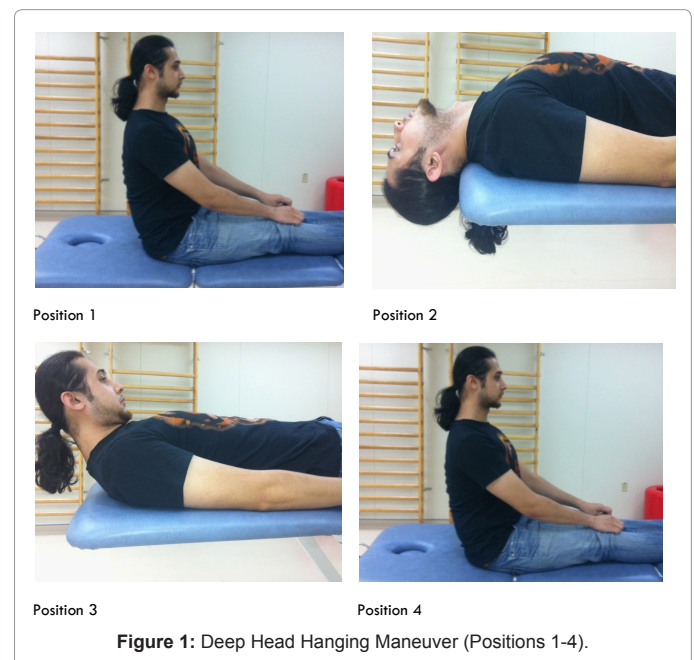 Position 1
Position 2
Position 3
Position 4
Figure 1: Deep Head Hanging Maneuver (Positions 1-4).